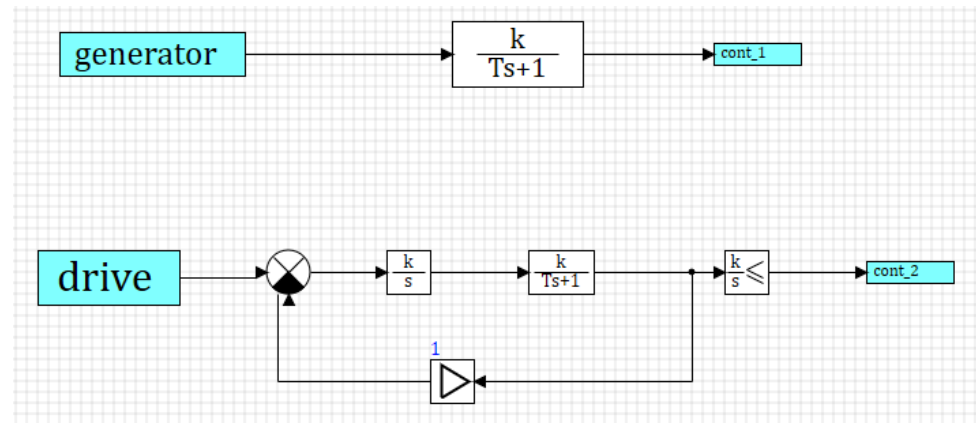 generator
k
Ts+1
cont_1
drive
k
s
k
Ts+1
k
s
≤
cont_2
1